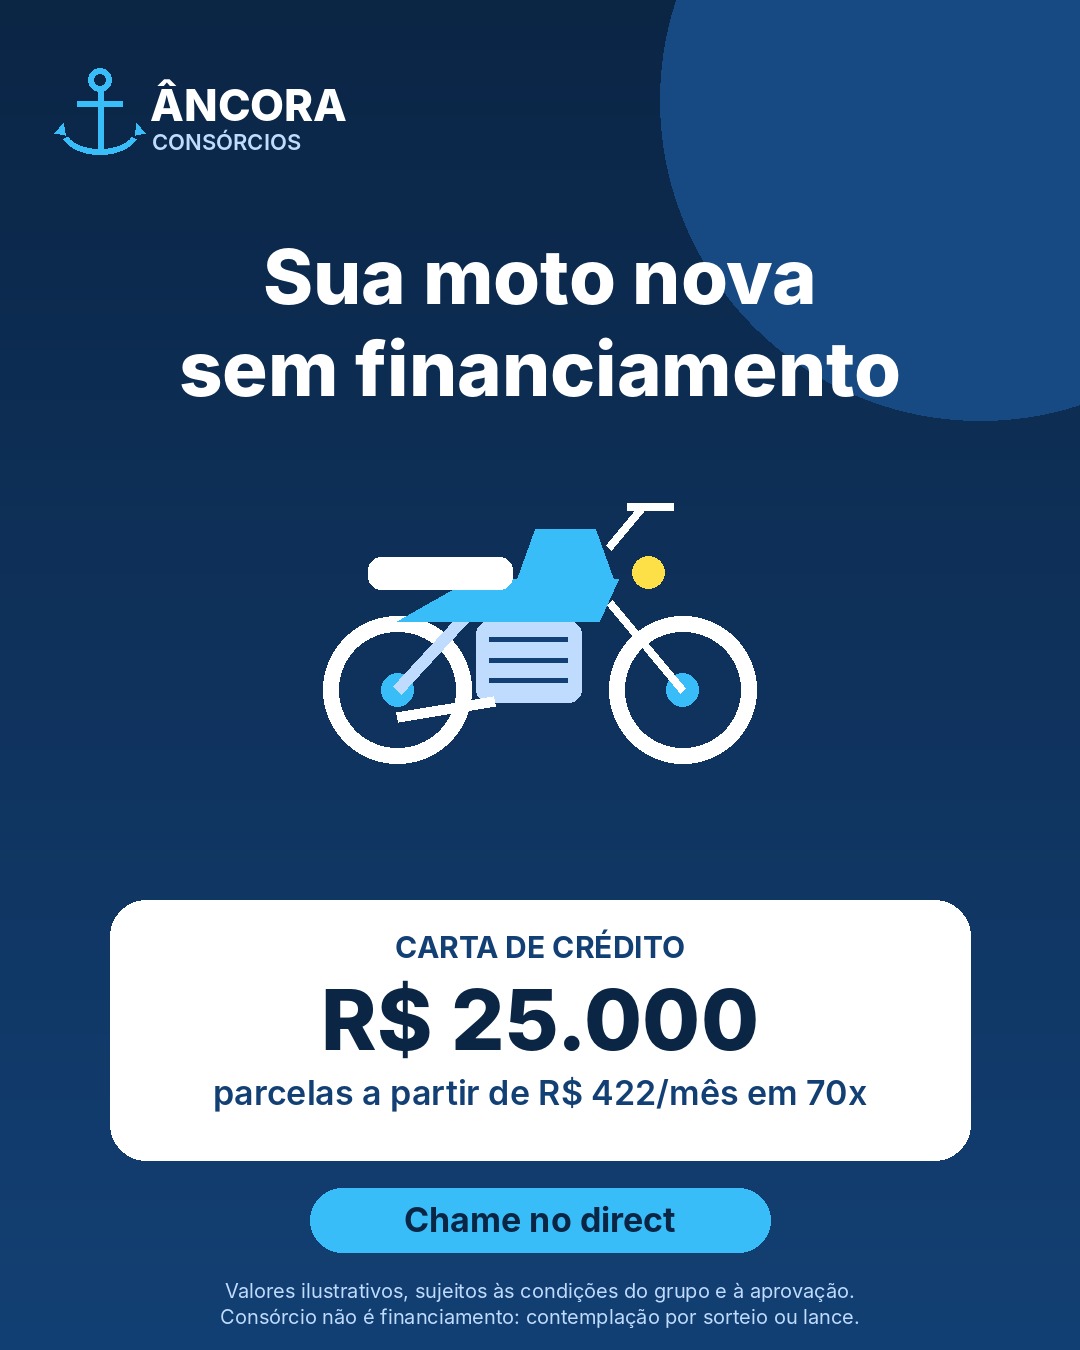 ÂNCORA
CONSÓRCIOS
Sua moto nova
sem financiamento
CARTA DE CRÉDITO
R$ 25.000
parcelas a partir de R$ 422/mês em 70x
Chame no direct
Valores ilustrativos, sujeitos às condições do grupo e à aprovação.
Consórcio não é financiamento: contemplação por sorteio ou lance.